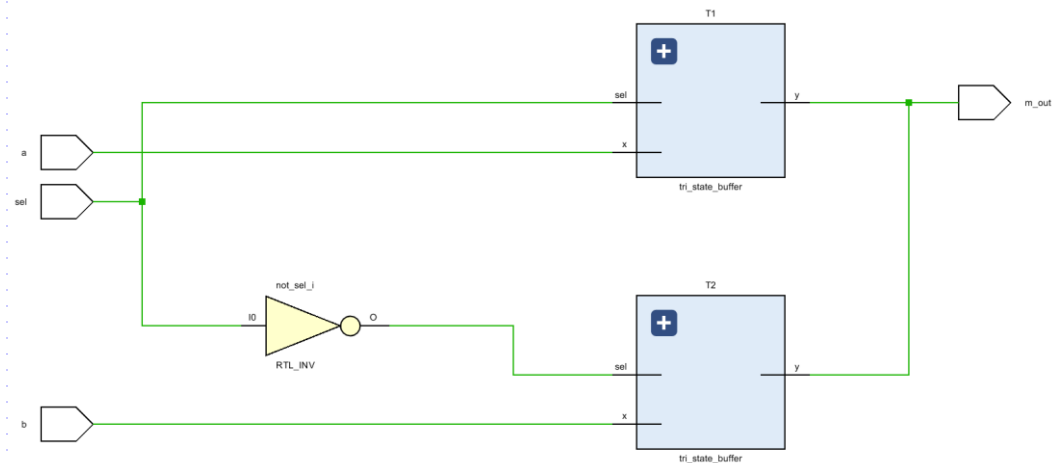 T1
sel
y
m_out
a
x
sel
tri_state_buffer
not_sel_i
T2
I0
O
RTL_INV
sel
y
b
x
tri_state_buffer